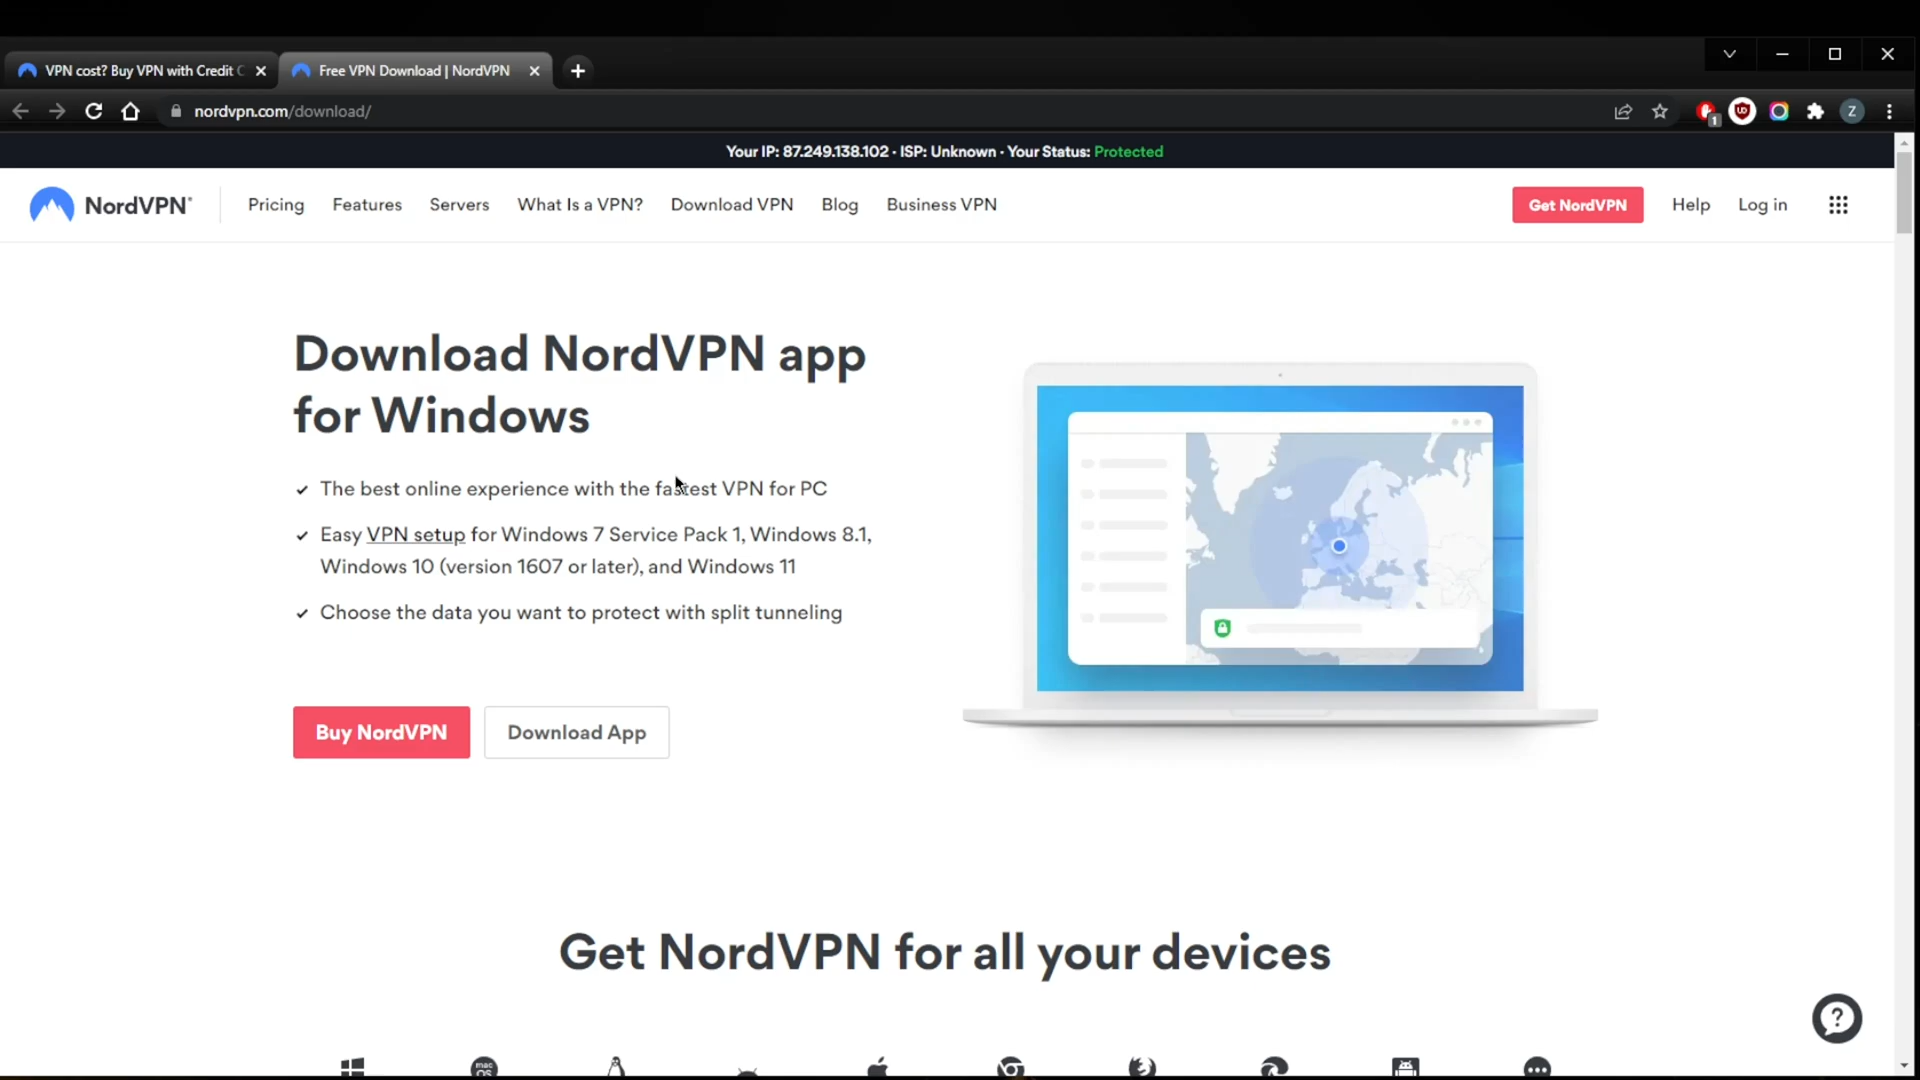 VPN cost? Buy VPN with Credit C
Free VPN Download | NordVPN
nordvpn.com/download/
1
Z
Your IP: 87.249.138.102 · ISP: Unknown · Your Status: Protected
NordVPN®
Pricing
Features
Servers
What Is a VPN?
Download VPN
Blog
Business VPN
Get NordVPN
Help
Log in
Download NordVPN app
for Windows
The best online experience with the fastest VPN for PC
Easy VPN setup for Windows 7 Service Pack 1, Windows 8.1,
Windows 10 (version 1607 or later), and Windows 11
Choose the data you want to protect with split tunneling
Buy NordVPN
Download App
Get NordVPN for all your devices
mac
OS